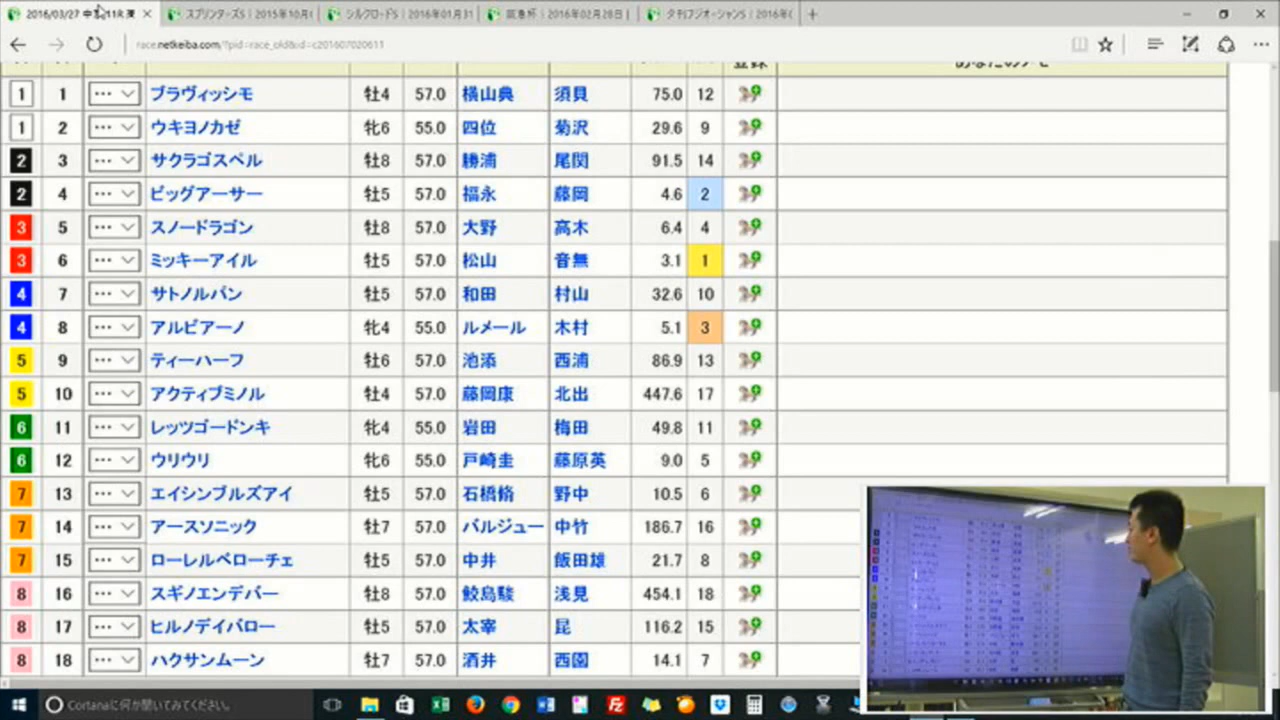 2016/03/27 中京11R 東
スプリンターズS | 2015年10月
シルクロードS | 2016年01月31
阪急杯 | 2016年02月28日 |
夕刊フジオーシャンS | 2016年
race.netkeiba.com/?pid=race_old&id=c201607020611
登録 あなたのメモ
1 1 ブラヴィッシモ 牡4 57.0 横山典 須貝 75.0 12
1 2 ウキヨノカゼ 牝6 55.0 四位 菊沢 29.6 9
2 3 サクラゴスペル 牡8 57.0 勝浦 尾関 91.5 14
2 4 ビッグアーサー 牡5 57.0 福永 藤岡 4.6 2
3 5 スノードラゴン 牡8 57.0 大野 高木 6.4 4
3 6 ミッキーアイル 牡5 57.0 松山 音無 3.1 1
4 7 サトノルパン 牡5 57.0 和田 村山 32.6 10
4 8 アルビアーノ 牝4 55.0 ルメール 木村 5.1 3
5 9 ティーハーフ 牡6 57.0 池添 西浦 86.9 13
5 10 アクティブミノル 牡4 57.0 藤岡康 北出 447.6 17
6 11 レッツゴードンキ 牝4 55.0 岩田 梅田 49.8 11
6 12 ウリウリ 牝6 55.0 戸崎圭 藤原英 9.0 5
7 13 エイシンブルズアイ 牡5 57.0 石橋脩 野中 10.5 6
7 14 アースソニック 牡7 57.0 バルジュー 中竹 186.7 16
7 15 ローレルベローチェ 牡5 57.0 中井 飯田雄 21.7 8
8 16 スギノエンデバー 牡8 57.0 鮫島駿 浅見 454.1 18
8 17 ヒルノデイバロー 牡5 57.0 太宰 昆 116.2 15
8 18 ハクサンムーン 牡7 57.0 酒井 西園 14.1 7
Cortanaに何か聞いてみてください。